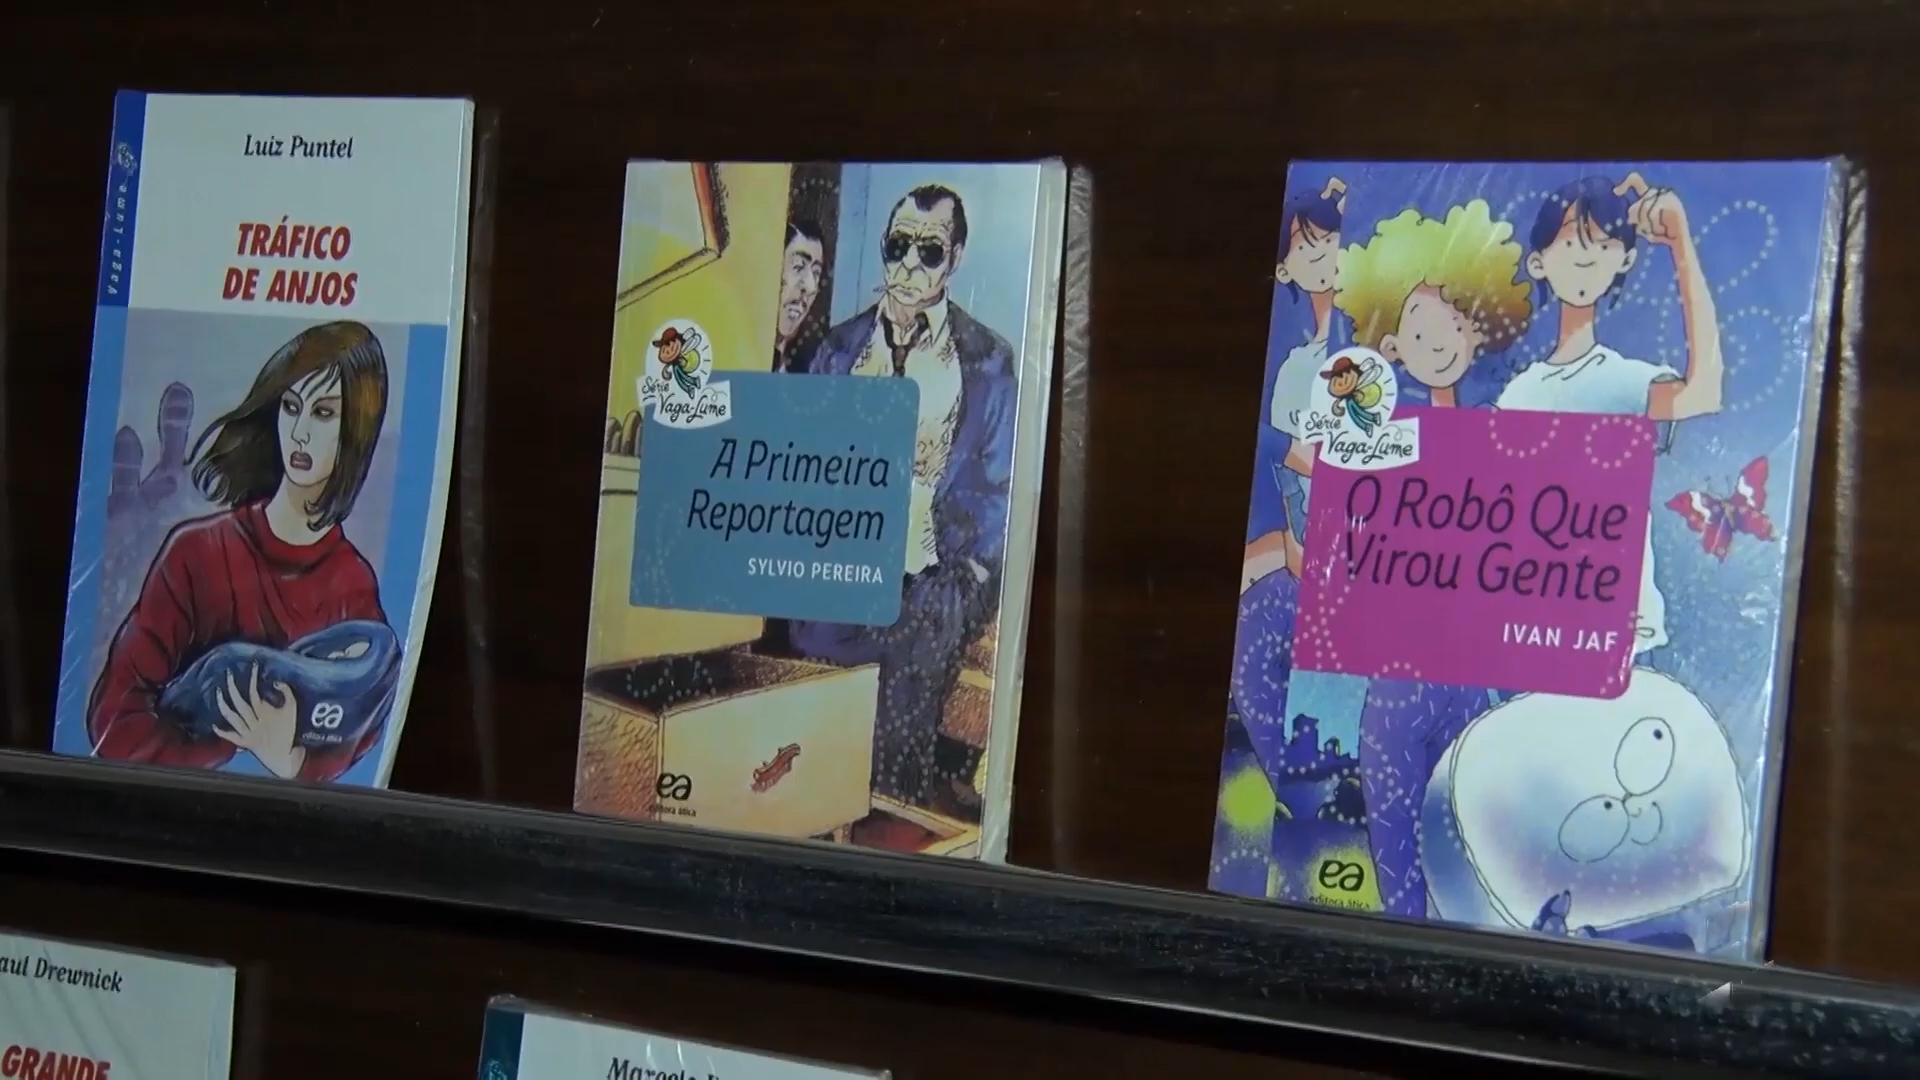 Luiz Puntel
TRÁFICO
DE ANJOS
Vaga-Lume
ea
editora ática
Série
Vaga-Lume
A Primeira
Reportagem
SYLVIO PEREIRA
ea
editora ática
Série
Vaga-Lume
O Robô Que
Virou Gente
IVAN JAF
ea
editora ática
aul Drewnick
GRANDE